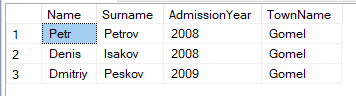 Name Surname AdmissionYear TownName
1 Petr Petrov 2008 Gomel
2 Denis Isakov 2008 Gomel
3 Dmitriy Peskov 2009 Gomel